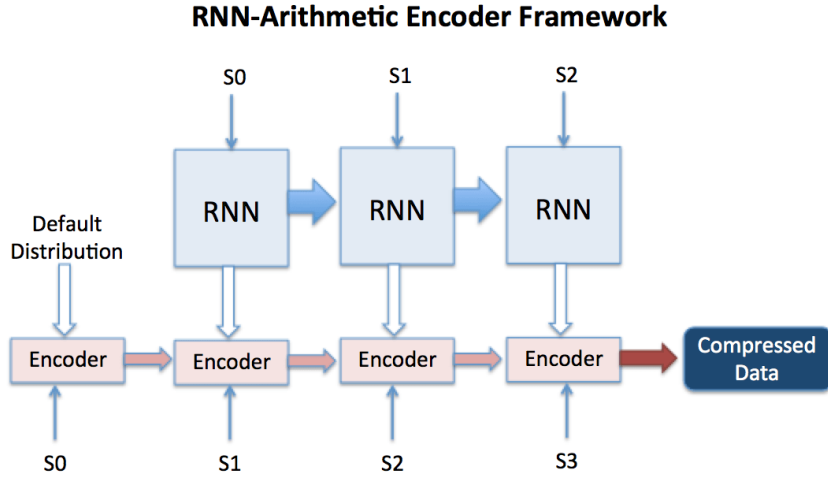 RNN-Arithmetic Encoder Framework
S0
S1
S2
RNN
RNN
RNN
Default
Distribution
Encoder
Encoder
Encoder
Encoder
Compressed
Data
S0
S1
S2
S3